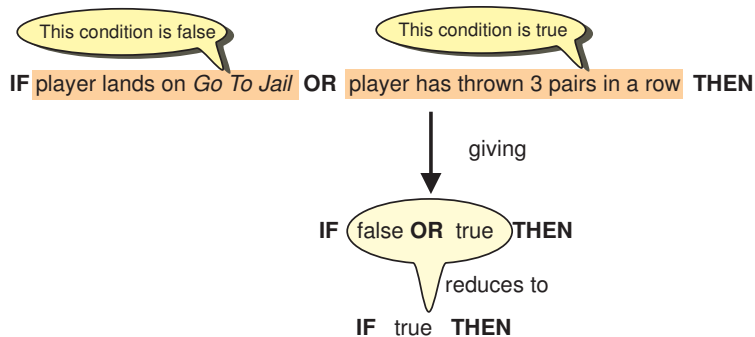 This condition is false
This condition is true
IF player lands on Go To Jail OR player has thrown 3 pairs in a row THEN
giving
IF false OR true THEN
reduces to
IF true THEN